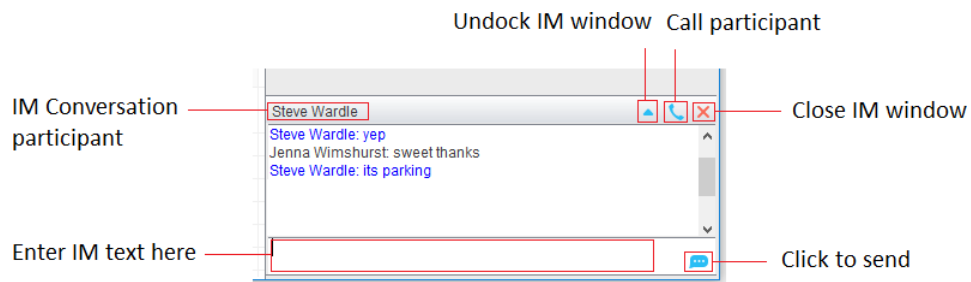 Undock IM window
Call participant
IM Conversation
participant
Steve Wardle
Close IM window
Steve Wardle: yep
Jenna Wimshurst: sweet thanks
Steve Wardle: its parking
Enter IM text here
Click to send